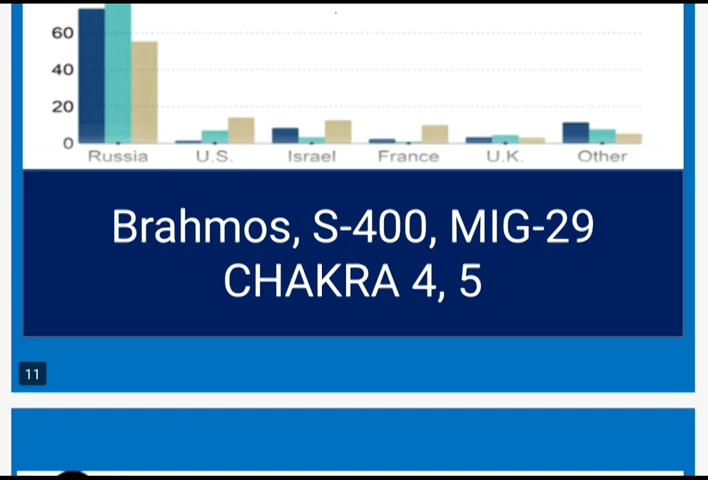 60
40
20
0
Russia U.S. Israel France U.K. Other
Brahmos, S-400, MIG-29
CHAKRA 4, 5
11